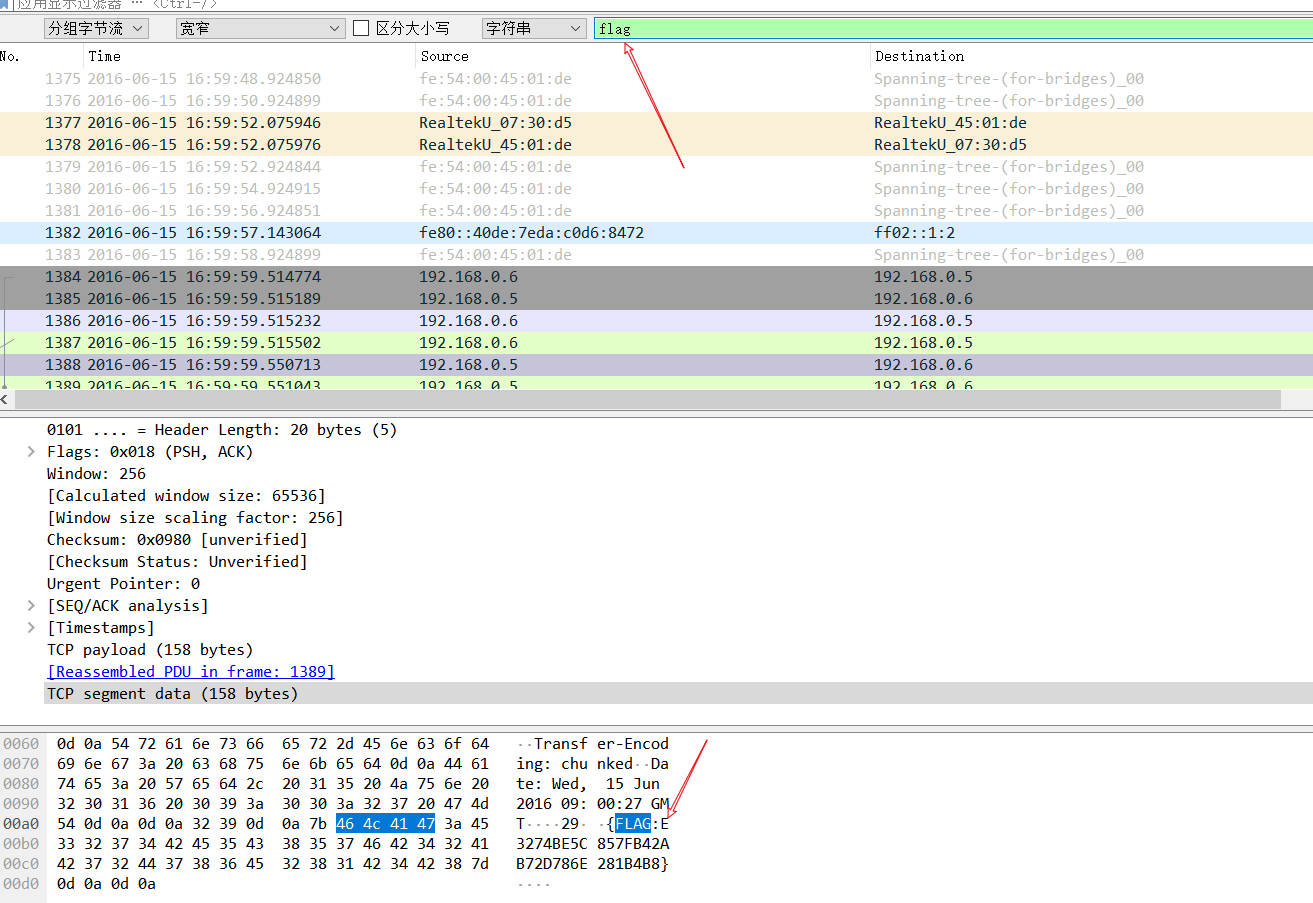 应用显示过滤器 … <Ctrl-/>
分组字节流 宽窄 区分大小写 字符串 flag
No. Time Source Destination
1375 2016-06-15 16:59:48.924850 fe:54:00:45:01:de Spanning-tree-(for-bridges)_00
1376 2016-06-15 16:59:50.924899 fe:54:00:45:01:de Spanning-tree-(for-bridges)_00
1377 2016-06-15 16:59:52.075946 RealtekU_07:30:d5 RealtekU_45:01:de
1378 2016-06-15 16:59:52.075976 RealtekU_45:01:de RealtekU_07:30:d5
1379 2016-06-15 16:59:52.924844 fe:54:00:45:01:de Spanning-tree-(for-bridges)_00
1380 2016-06-15 16:59:54.924915 fe:54:00:45:01:de Spanning-tree-(for-bridges)_00
1381 2016-06-15 16:59:56.924851 fe:54:00:45:01:de Spanning-tree-(for-bridges)_00
1382 2016-06-15 16:59:57.143064 fe80::40de:7eda:c0d6:8472 ff02::1:2
1383 2016-06-15 16:59:58.924899 fe:54:00:45:01:de Spanning-tree-(for-bridges)_00
1384 2016-06-15 16:59:59.514774 192.168.0.6 192.168.0.5
1385 2016-06-15 16:59:59.515189 192.168.0.5 192.168.0.6
1386 2016-06-15 16:59:59.515232 192.168.0.6 192.168.0.5
1387 2016-06-15 16:59:59.515502 192.168.0.6 192.168.0.5
1388 2016-06-15 16:59:59.550713 192.168.0.5 192.168.0.6
1389 2016-06-15 16:59:59.551043 192.168.0.5 192.168.0.6
0101 .... = Header Length: 20 bytes (5)
Flags: 0x018 (PSH, ACK)
Window: 256
[Calculated window size: 65536]
[Window size scaling factor: 256]
Checksum: 0x0980 [unverified]
[Checksum Status: Unverified]
Urgent Pointer: 0
[SEQ/ACK analysis]
[Timestamps]
TCP payload (158 bytes)
[Reassembled PDU in frame: 1389]
TCP segment data (158 bytes)
0060 0d 0a 54 72 61 6e 73 66 65 72 2d 45 6e 63 6f 64 ··Transf er-Encod
0070 69 6e 67 3a 20 63 68 75 6e 6b 65 64 0d 0a 44 61 ing: chu nked··Da
0080 74 65 3a 20 57 65 64 2c 20 31 35 20 4a 75 6e 20 te: Wed,  15 Jun
0090 32 30 31 36 20 30 39 3a 30 30 3a 32 37 20 47 4d 2016 09: 00:27 GM
00a0 54 0d 0a 0d 0a 32 39 0d 0a 7b 46 4c 41 47 3a 45 T····29· ·{FLAG:E
00b0 33 32 37 34 42 45 35 43 38 35 37 46 42 34 32 41 3274BE5C 857FB42A
00c0 42 37 32 44 37 38 36 45 32 38 31 42 34 42 38 7d B72D786E 281B4B8}
00d0 0d 0a 0d 0a ····